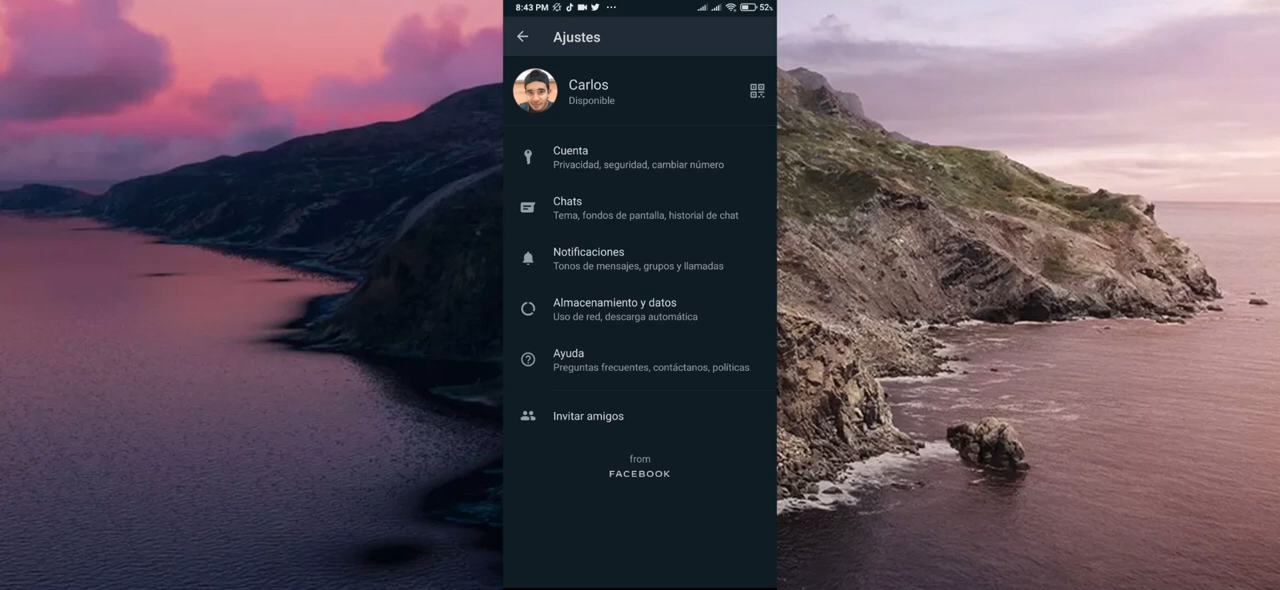 8:43 PM
52%
Ajustes
Carlos
Disponible
Cuenta
Privacidad, seguridad, cambiar número
Chats
Tema, fondos de pantalla, historial de chat
Notificaciones
Tonos de mensajes, grupos y llamadas
Almacenamiento y datos
Uso de red, descarga automática
Ayuda
Preguntas frecuentes, contáctanos, políticas
Invitar amigos
from
FACEBOOK